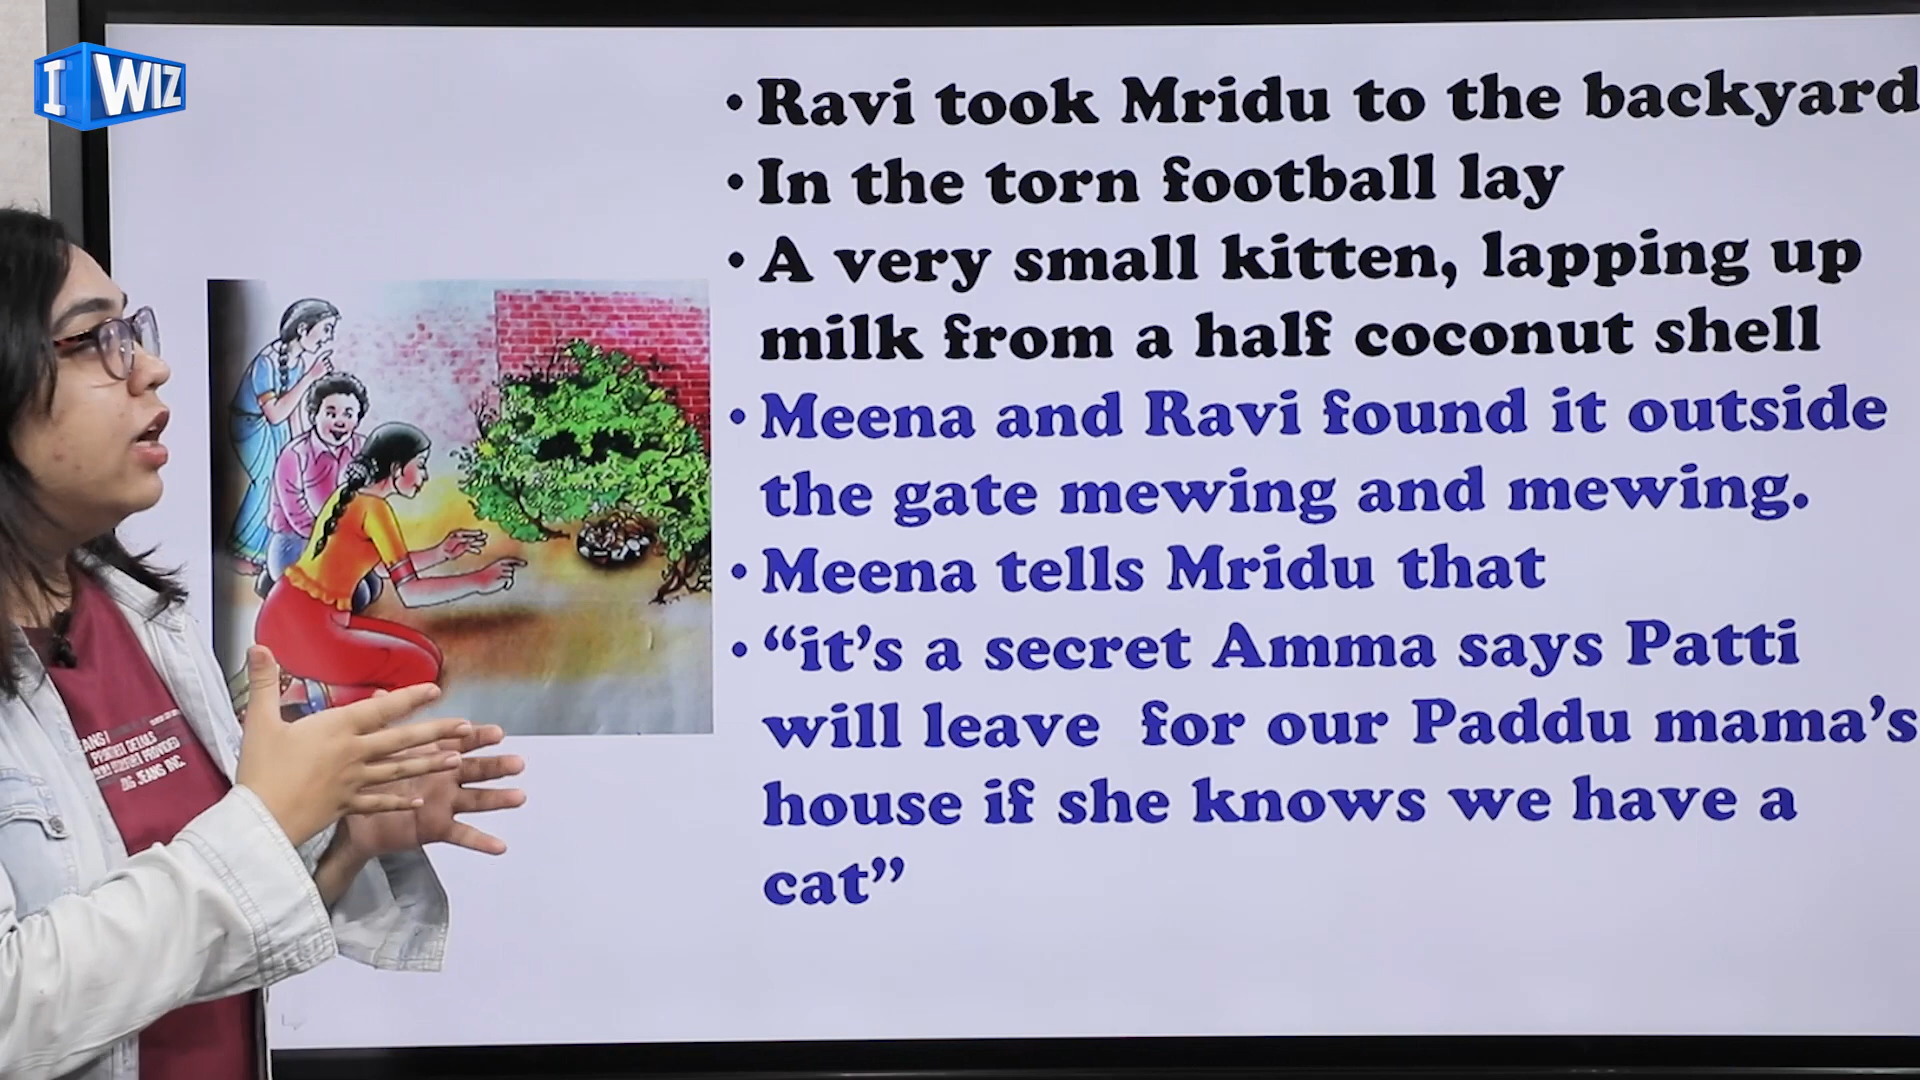 I WIZ
• Ravi took Mridu to the backyard
• In the torn football lay
• A very small kitten, lapping up
milk from a half coconut shell
• Meena and Ravi found it outside
the gate mewing and mewing.
• Meena tells Mridu that
• “it’s a secret Amma says Patti
will leave for our Paddu mama’s
house if she knows we have a
cat”